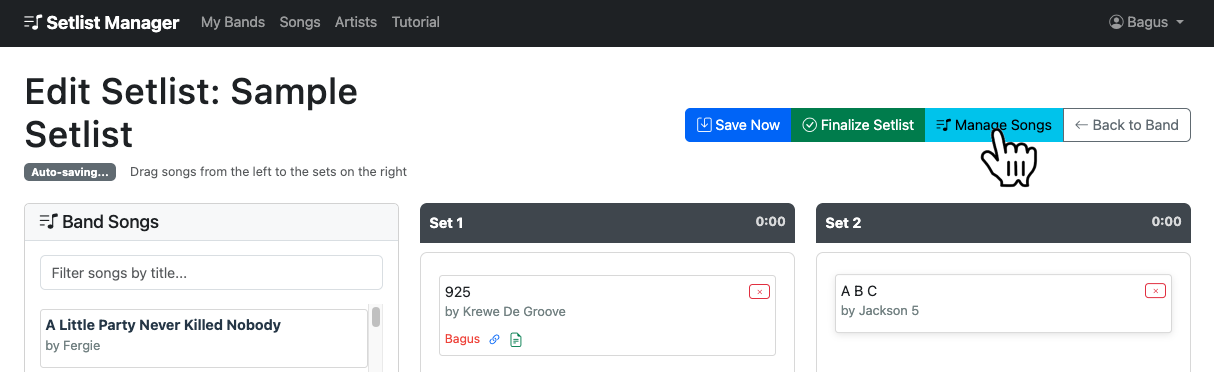 Setlist Manager My Bands Songs Artists Tutorial Bagus
Edit Setlist: Sample
Setlist
Save Now Finalize Setlist Manage Songs ← Back to Band
Auto-saving... Drag songs from the left to the sets on the right
Band Songs
Filter songs by title...
A Little Party Never Killed Nobody
by Fergie
Set 1 0:00
925
by Krewe De Groove
Bagus
Set 2 0:00
A B C
by Jackson 5